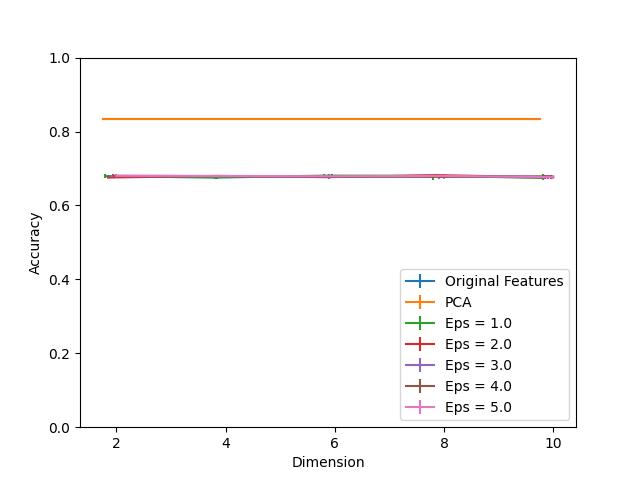 1.0
0.8
0.6
0.4
0.2
0.0
Accuracy
Original Features
PCA
Eps = 1.0
Eps = 2.0
Eps = 3.0
Eps = 4.0
Eps = 5.0
2 4 6 8 10
Dimension